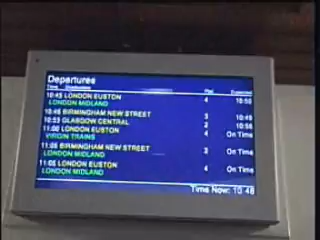 Departures
Time Destination Plat Expected
10:45 LONDON EUSTON 4 10:50
LONDON MIDLAND
10:48 BIRMINGHAM NEW STREET 3 10:49
10:53 GLASGOW CENTRAL 2 10:56
11:00 LONDON EUSTON 4 On Time
VIRGIN TRAINS
11:05 BIRMINGHAM NEW STREET 3 On Time
LONDON MIDLAND
11:05 LONDON EUSTON 4 On Time
LONDON MIDLAND
Time Now: 10:48